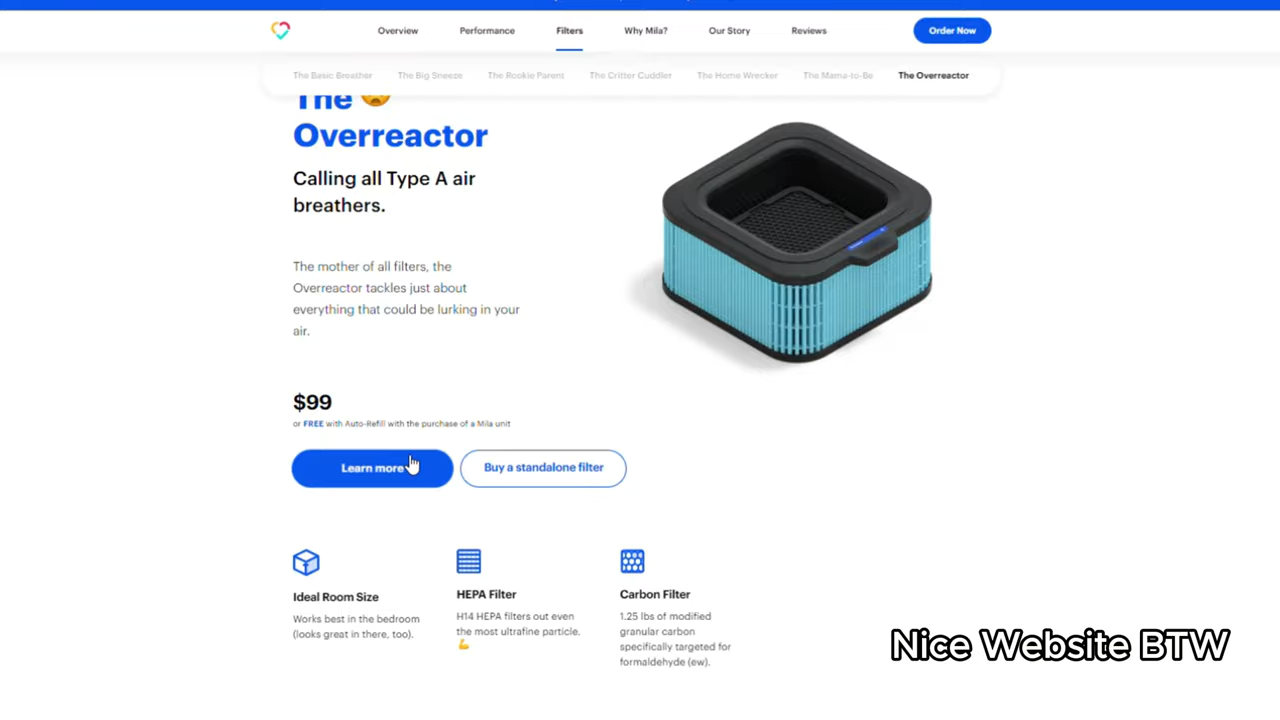 Overview Performance Filters Why Mila? Our Story Reviews Order Now
The Basic Breather The Big Sneeze The Rookie Parent The Critter Cuddler The Home Wrecker The Mama-to-Be The Overreactor
The
Overreactor
Calling all Type A air
breathers.
The mother of all filters, the
Overreactor tackles just about
everything that could be lurking in your
air.
$99
or FREE with Auto-Refill with the purchase of a Mila unit
Learn more Buy a standalone filter
Ideal Room Size
Works best in the bedroom
(looks great in there, too).
HEPA Filter
H14 HEPA filters out even
the most ultrafine particle.
💪
Carbon Filter
1.25 lbs of modified
granular carbon
specifically targeted for
formaldehyde (ew).
Nice Website BTW